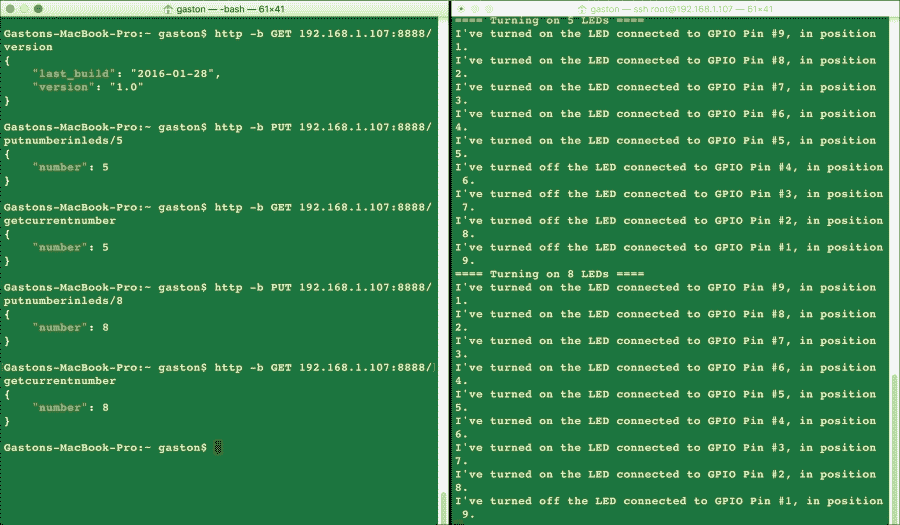 gaston — -bash — 61×41
Gastons-MacBook-Pro:~ gaston$ http -b GET 192.168.1.107:8888/
version
{
    "last_build": "2016-01-28",
    "version": "1.0"
}
Gastons-MacBook-Pro:~ gaston$ http -b PUT 192.168.1.107:8888/
putnumberinleds/5
{
    "number": 5
}
Gastons-MacBook-Pro:~ gaston$ http -b GET 192.168.1.107:8888/
getcurrentnumber
{
    "number": 5
}
Gastons-MacBook-Pro:~ gaston$ http -b PUT 192.168.1.107:8888/
putnumberinleds/8
{
    "number": 8
}
Gastons-MacBook-Pro:~ gaston$ http -b GET 192.168.1.107:8888/
getcurrentnumber
{
    "number": 8
}
Gastons-MacBook-Pro:~ gaston$
gaston — ssh root@192.168.1.107 — 61×41
==== Turning on 5 LEDs ====
I've turned on the LED connected to GPIO Pin #9, in position
1.
I've turned on the LED connected to GPIO Pin #8, in position
2.
I've turned on the LED connected to GPIO Pin #7, in position
3.
I've turned on the LED connected to GPIO Pin #6, in position
4.
I've turned on the LED connected to GPIO Pin #5, in position
5.
I've turned off the LED connected to GPIO Pin #4, in position
 6.
I've turned off the LED connected to GPIO Pin #3, in position
 7.
I've turned off the LED connected to GPIO Pin #2, in position
 8.
I've turned off the LED connected to GPIO Pin #1, in position
 9.
==== Turning on 8 LEDs ====
I've turned on the LED connected to GPIO Pin #9, in position
1.
I've turned on the LED connected to GPIO Pin #8, in position
2.
I've turned on the LED connected to GPIO Pin #7, in position
3.
I've turned on the LED connected to GPIO Pin #6, in position
4.
I've turned on the LED connected to GPIO Pin #5, in position
5.
I've turned on the LED connected to GPIO Pin #4, in position
6.
I've turned on the LED connected to GPIO Pin #3, in position
7.
I've turned on the LED connected to GPIO Pin #2, in position
8.
I've turned off the LED connected to GPIO Pin #1, in position
 9.